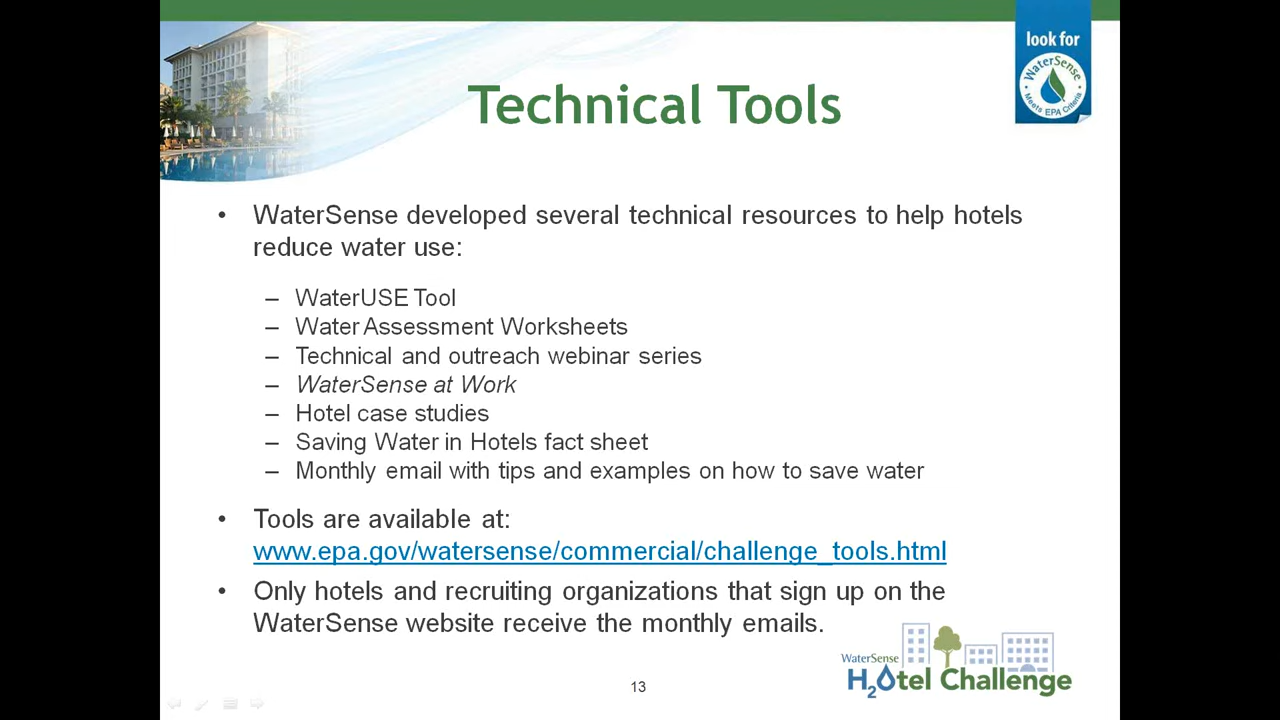 look for
WaterSense
Meets EPA Criteria
Technical Tools
• WaterSense developed several technical resources to help hotels
reduce water use:
– WaterUSE Tool
– Water Assessment Worksheets
– Technical and outreach webinar series
– WaterSense at Work
– Hotel case studies
– Saving Water in Hotels fact sheet
– Monthly email with tips and examples on how to save water
• Tools are available at:
www.epa.gov/watersense/commercial/challenge_tools.html
• Only hotels and recruiting organizations that sign up on the
WaterSense website receive the monthly emails.
WaterSense
H2Otel Challenge
13